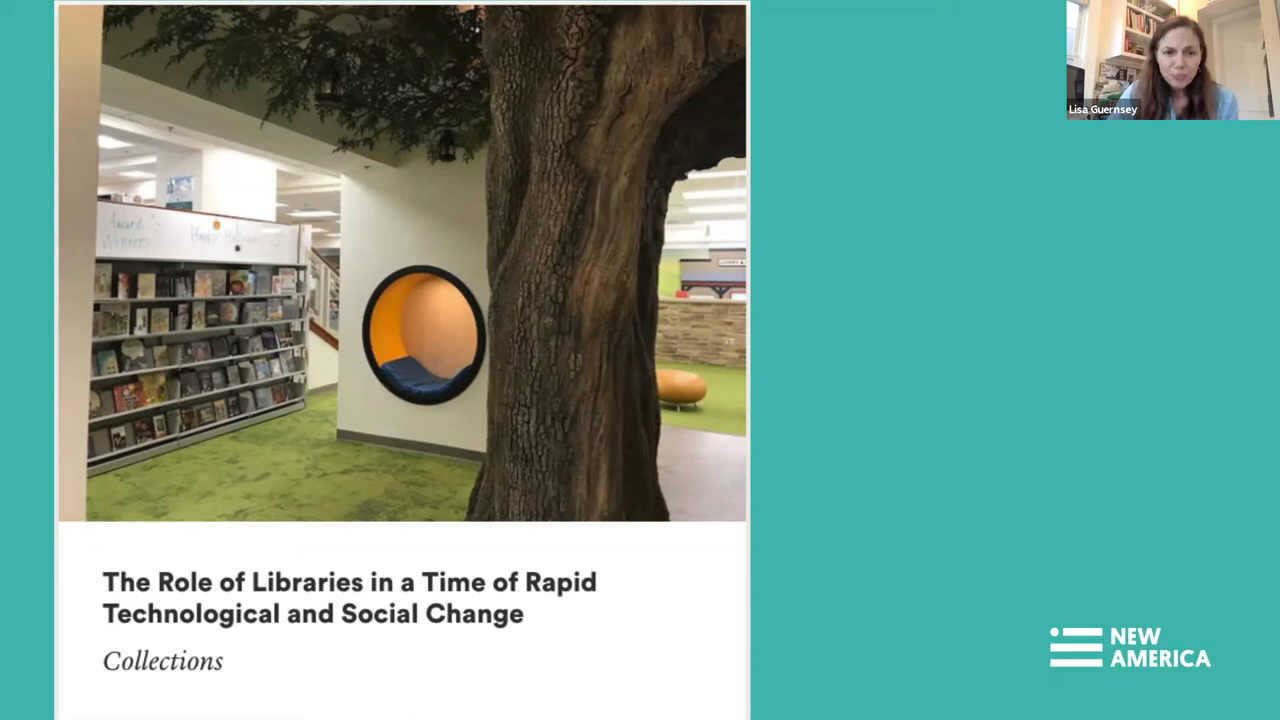 Lisa Guernsey
The Role of Libraries in a Time of Rapid
Technological and Social Change
Collections
NEW
AMERICA